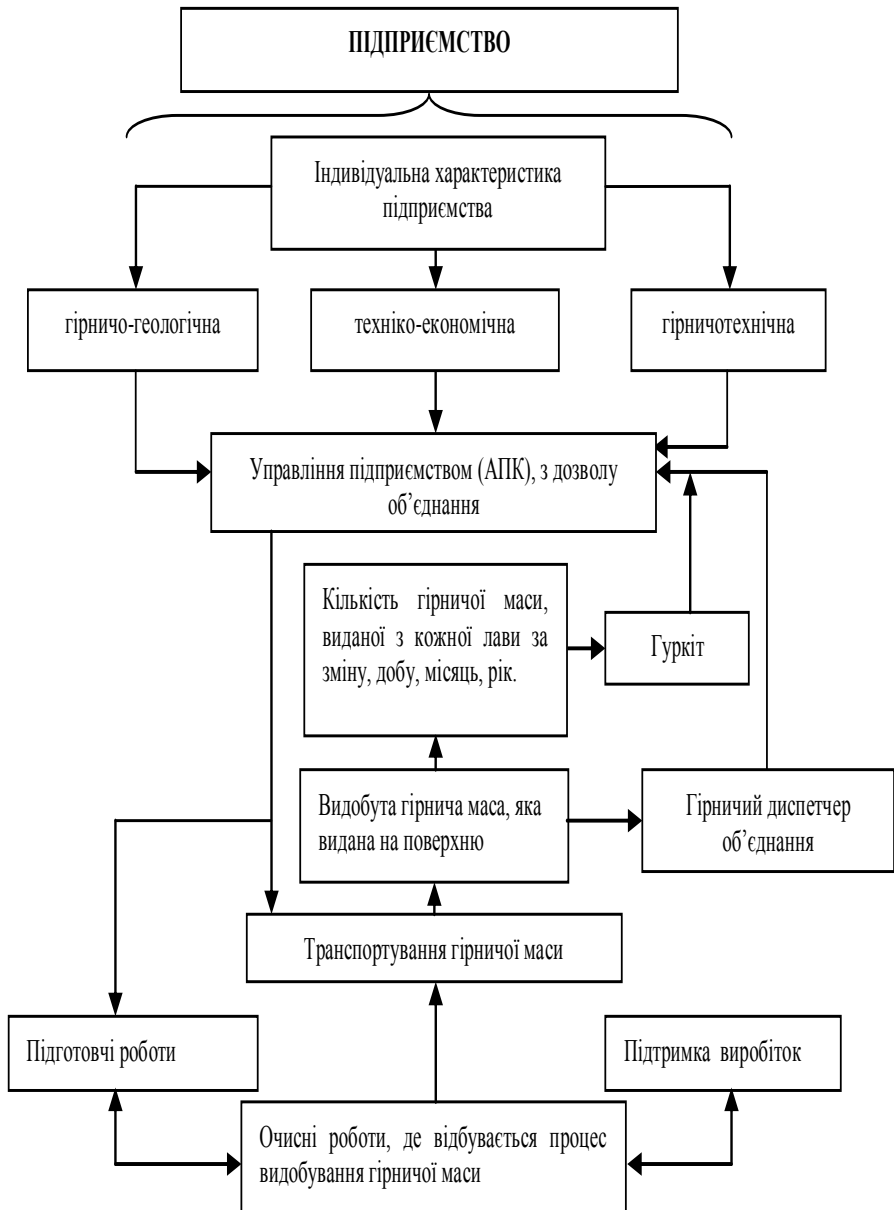 ПІДПРИЄМСТВО
Індивідуальна характеристика
підприємства
гірничо-геологічна
техніко-економічна
гірничотехнічна
Управління підприємством (АПК), з дозволу
об’єднання
Кількість гірничої маси,
виданої з кожної лави за
зміну, добу, місяць, рік.
Гуркіт
Видобута гірнича маса, яка
видана на поверхню
Гірничий диспетчер
об’єднання
Транспортування гірничої маси
Підготовчі роботи
Підтримка виробіток
Очисні роботи, де відбувається процес
видобування гірничої маси